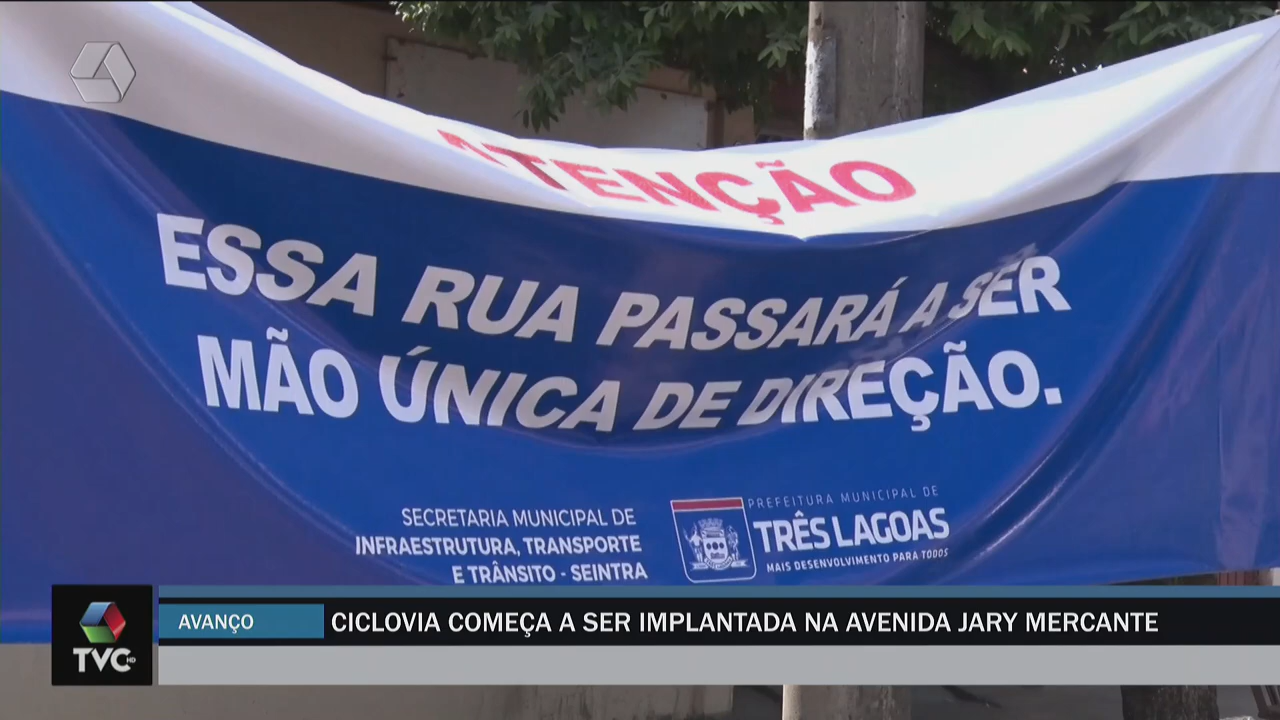 ATENÇÃO
ESSA RUA PASSARÁ A SER
MÃO ÚNICA DE DIREÇÃO.
SECRETARIA MUNICIPAL DE
INFRAESTRUTURA, TRANSPORTE
E TRÂNSITO - SEINTRA
PREFEITURA MUNICIPAL DE
TRÊS LAGOAS
MAIS DESENVOLVIMENTO PARA TODOS
AVANÇO
CICLOVIA COMEÇA A SER IMPLANTADA NA AVENIDA JARY MERCANTE
TVC HD